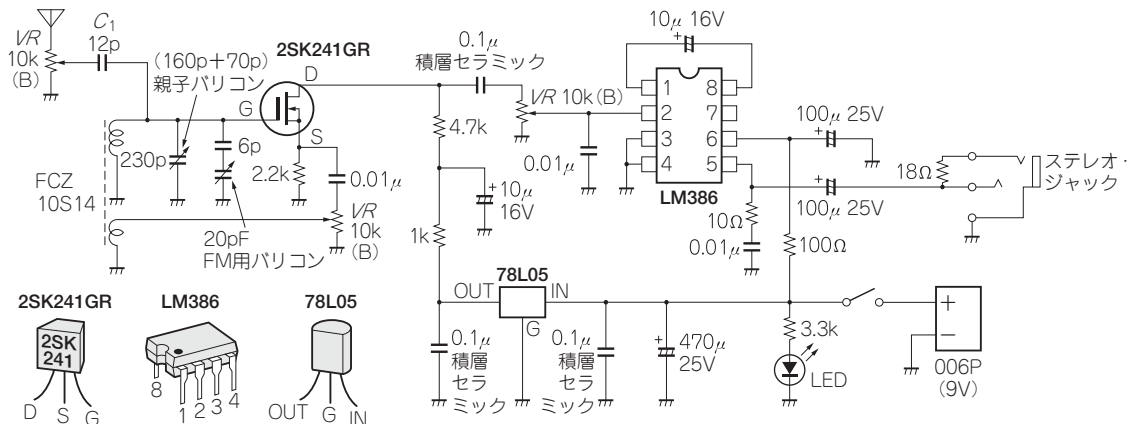 VR
10k
(B)
C1
12p
(160p+70p)
親子バリコン
2SK241GR
D
G
S
230p
6p
2.2k
0.01μ
FCZ
10S14
20pF
FM用バリコン
VR
10k
(B)
0.1μ
積層セラミック
4.7k
VR 10k(B)
0.01μ
10μ
16V
1k
10μ 16V
+
1
2
3
4
8
7
6
5
LM386
100μ 25V
+
100μ 25V
+
18Ω
ステレオ・
ジャック
10Ω
0.01μ
100Ω
78L05
OUT
IN
G
0.1μ
積層
セラ
ミック
0.1μ
積層
セラ
ミック
+
470μ
25V
3.3k
LED
+
−
006P
(9V)
2SK241GR
2SK
241
D S G
LM386
8
1 2 3 4
78L05
OUT G IN